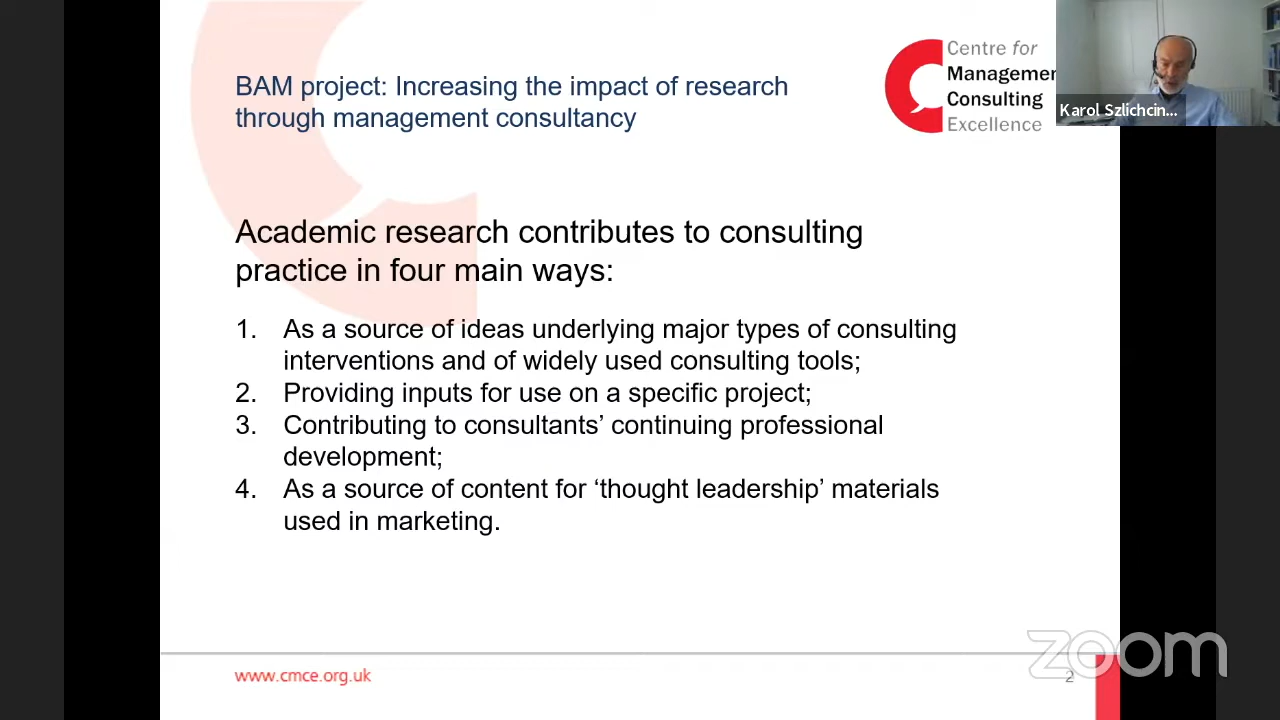 BAM project: Increasing the impact of research
through management consultancy
Centre for
Managemen
Consulting
Excellence
Karol Szlichcin...
Academic research contributes to consulting
practice in four main ways:
1. As a source of ideas underlying major types of consulting
interventions and of widely used consulting tools;
2. Providing inputs for use on a specific project;
3. Contributing to consultants’ continuing professional
development;
4. As a source of content for ‘thought leadership’ materials
used in marketing.
zoom
www.cmce.org.uk
2